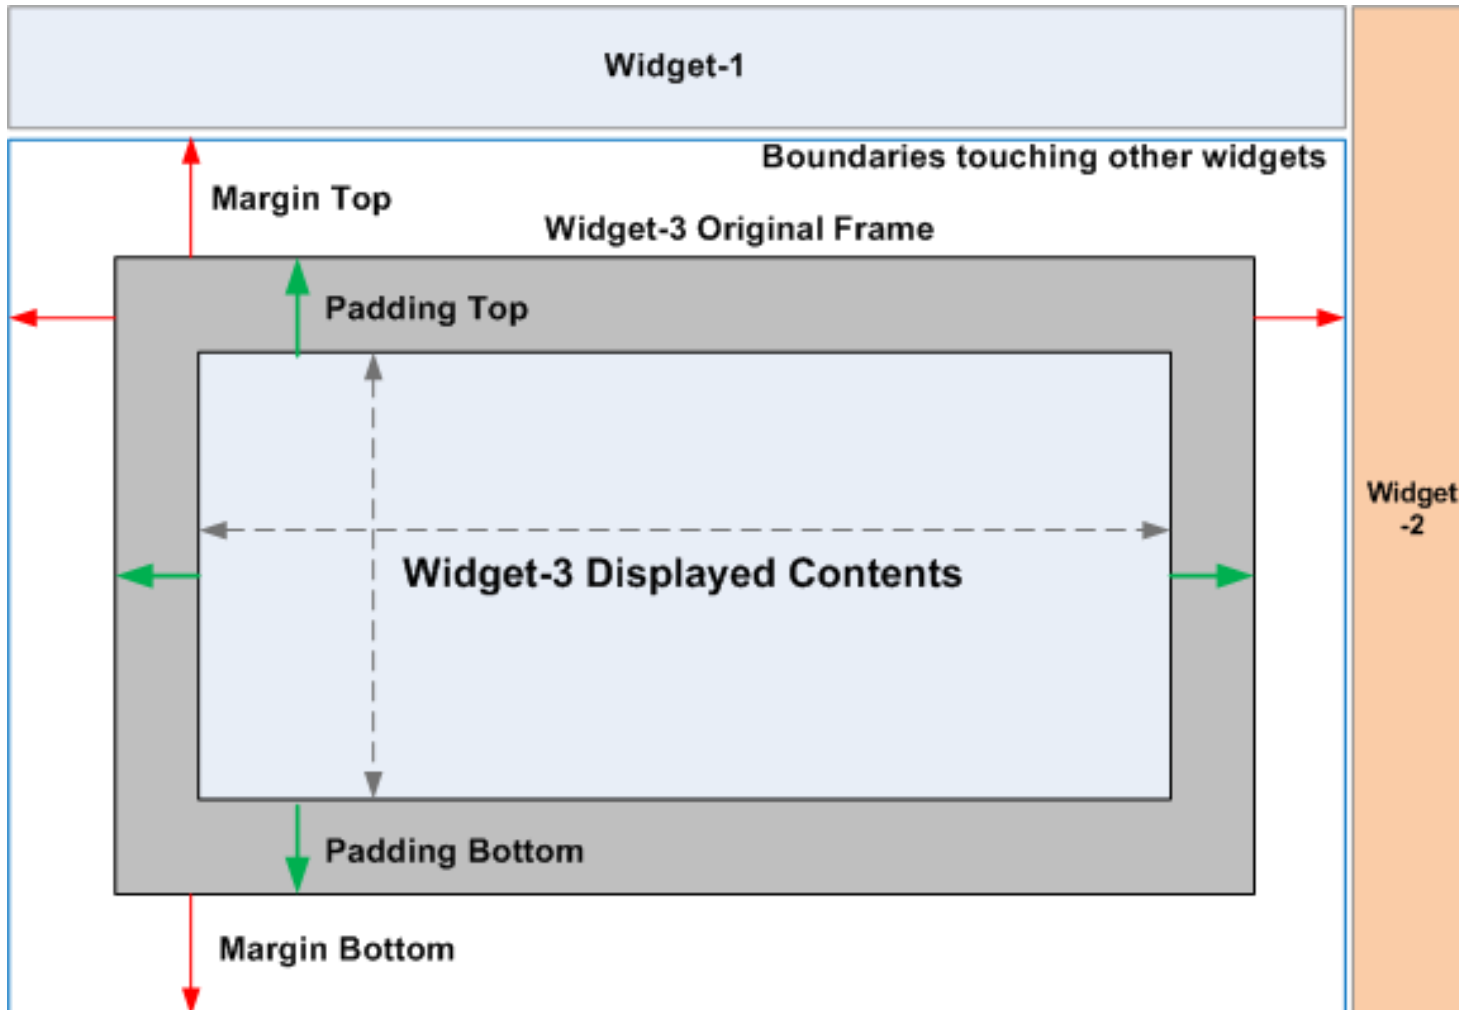 Widget-1
Boundaries touching other widgets
Margin Top
Widget-3 Original Frame
Padding Top
Widget
-2
Widget-3 Displayed Contents
Padding Bottom
Margin Bottom